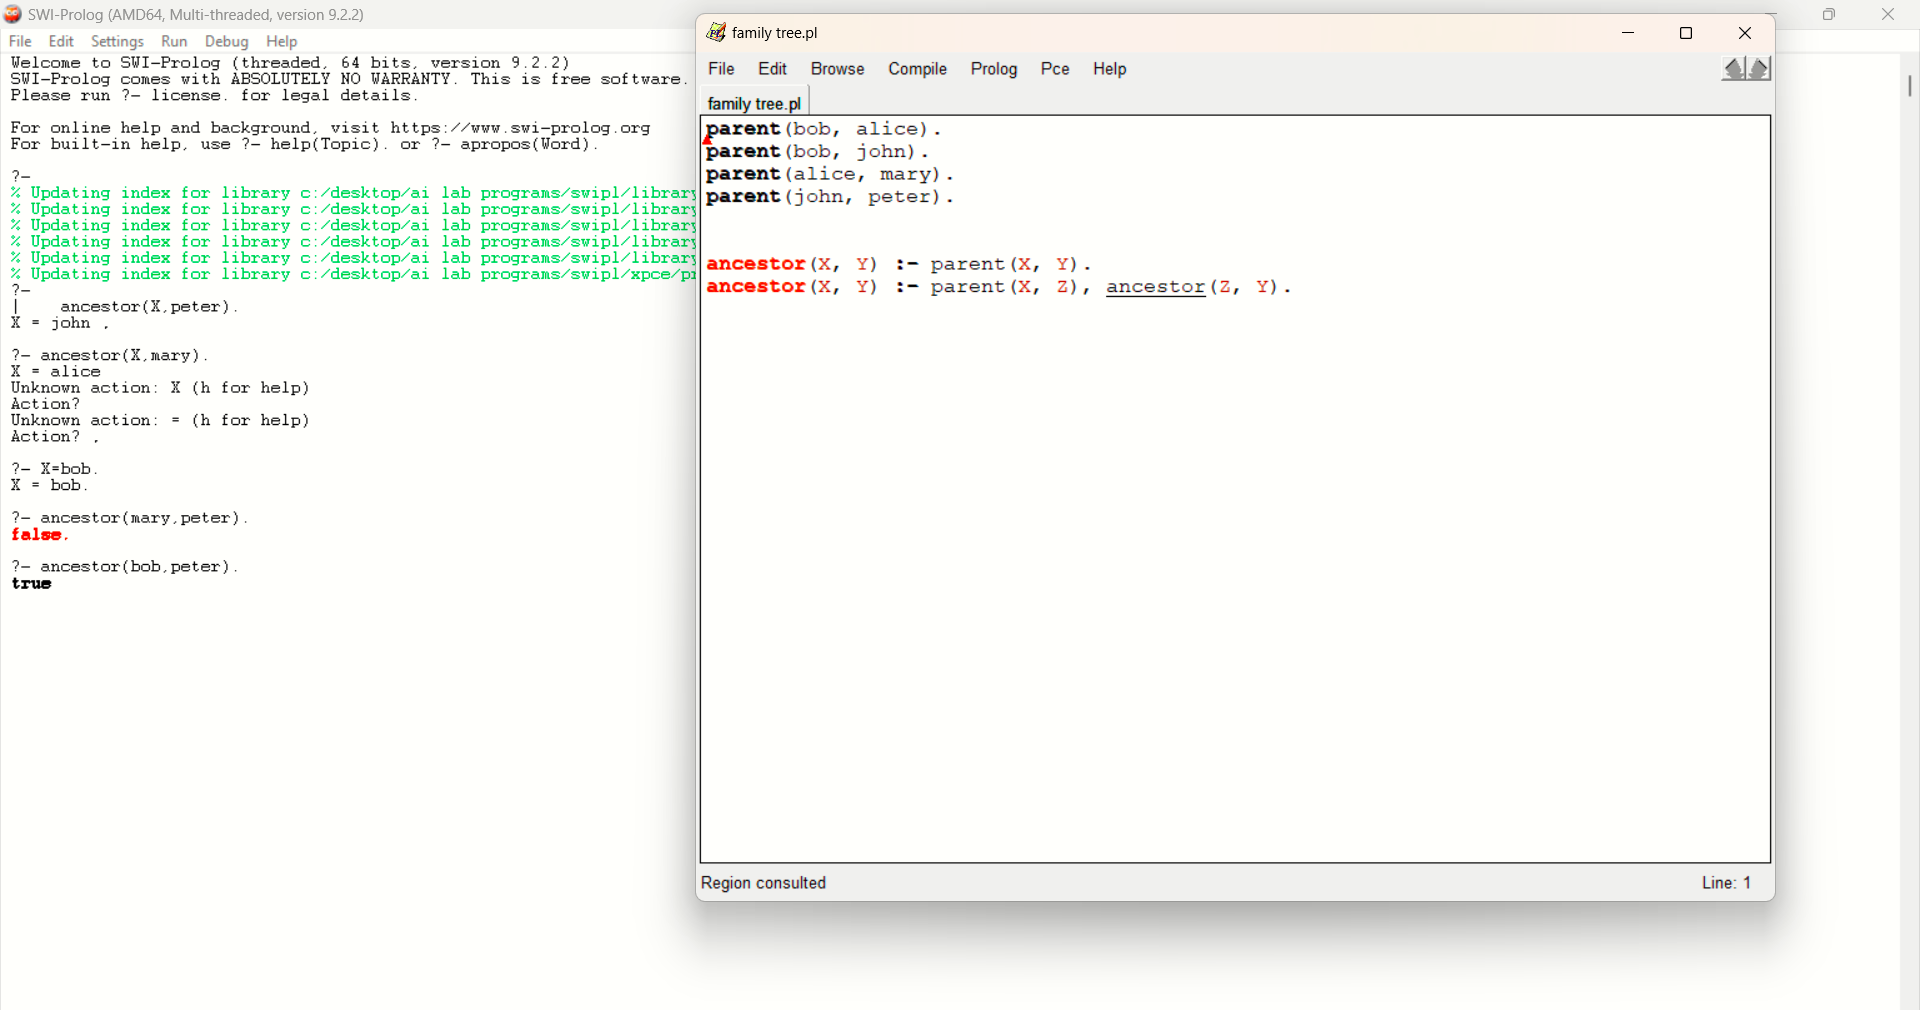 SWI-Prolog (AMD64, Multi-threaded, version 9.2.2)
File Edit Settings Run Debug Help
Welcome to SWI-Prolog (threaded, 64 bits, version 9.2.2)
SWI-Prolog comes with ABSOLUTELY NO WARRANTY. This is free software.
Please run ?- license. for legal details.
For online help and background, visit https://www.swi-prolog.org
For built-in help, use ?- help(Topic). or ?- apropos(Word).
?-
% Updating index for library c:/desktop/ai lab programs/swipl/library
% Updating index for library c:/desktop/ai lab programs/swipl/library
% Updating index for library c:/desktop/ai lab programs/swipl/library
% Updating index for library c:/desktop/ai lab programs/swipl/library
% Updating index for library c:/desktop/ai lab programs/swipl/library
% Updating index for library c:/desktop/ai lab programs/swipl/xpce/pr
?-
| ancestor(X,peter).
X = john ,
?- ancestor(X,mary).
X = alice
Unknown action: X (h for help)
Action?
Unknown action: = (h for help)
Action? ,
?- X=bob.
X = bob.
?- ancestor(mary,peter).
false.
?- ancestor(bob,peter).
true
family tree.pl
File Edit Browse Compile Prolog Pce Help
family tree.pl
parent(bob, alice).
parent(bob, john).
parent(alice, mary).
parent(john, peter).
ancestor(X, Y) :- parent(X, Y).
ancestor(X, Y) :- parent(X, Z), ancestor(Z, Y).
Region consulted
Line: 1